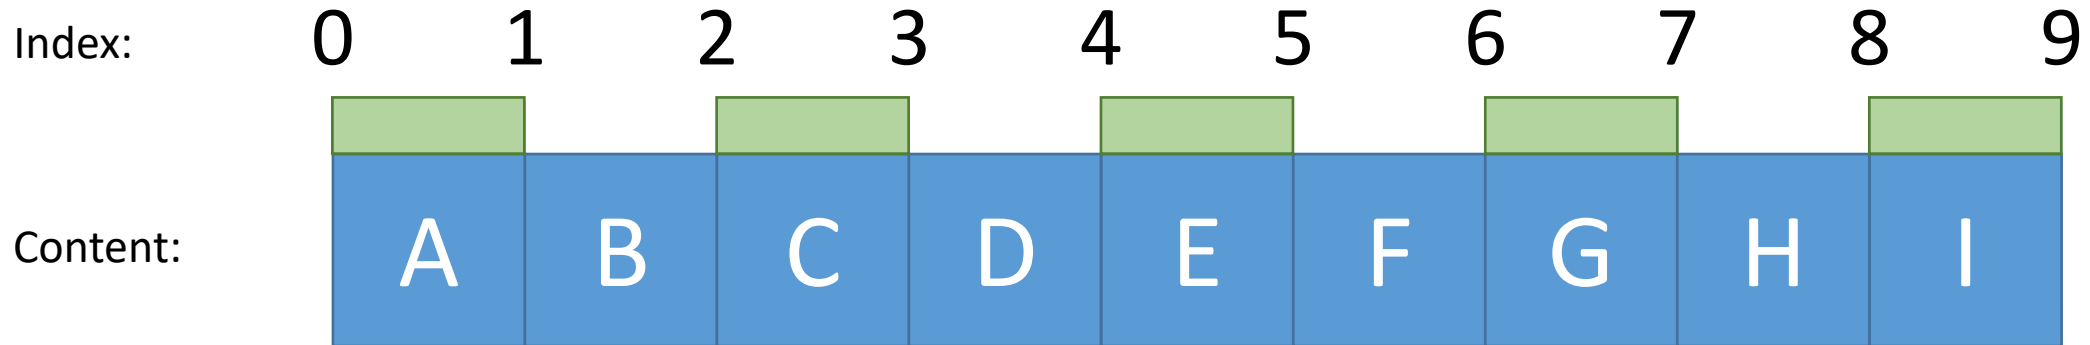 Index: 0 1 2 3 4 5 6 7 8 9
Content: A B C D E F G H I